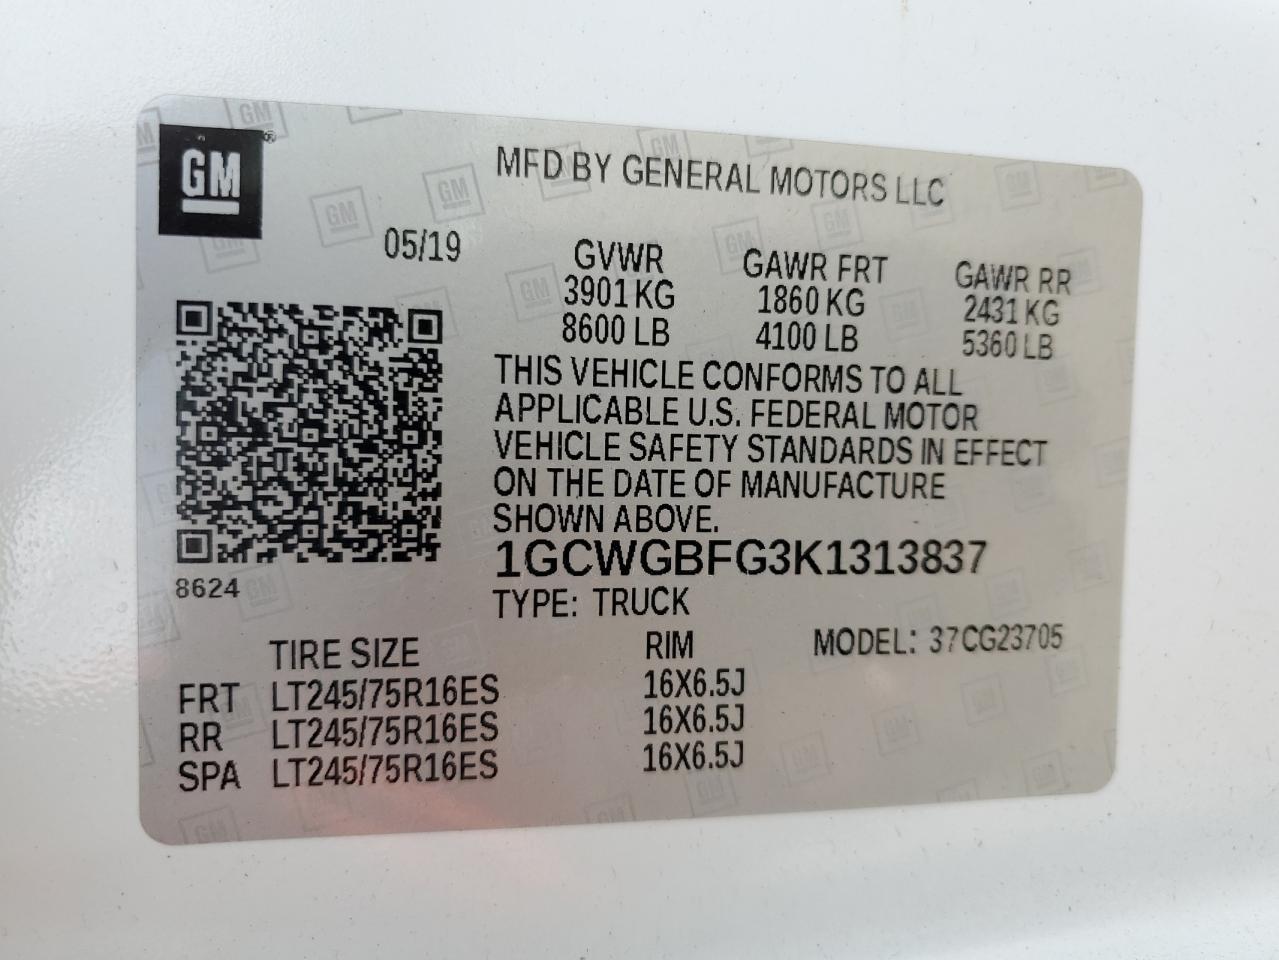 GM®
MFD BY GENERAL MOTORS LLC
05/19
GVWR GAWR FRT GAWR RR
3901 KG 1860 KG 2431 KG
8600 LB 4100 LB 5360 LB
THIS VEHICLE CONFORMS TO ALL
APPLICABLE U.S. FEDERAL MOTOR
VEHICLE SAFETY STANDARDS IN EFFECT
ON THE DATE OF MANUFACTURE
SHOWN ABOVE.
1GCWGBFG3K1313837
8624
TYPE: TRUCK
TIRE SIZE RIM MODEL: 37CG23705
FRT LT245/75R16ES 16X6.5J
RR LT245/75R16ES 16X6.5J
SPA LT245/75R16ES 16X6.5J